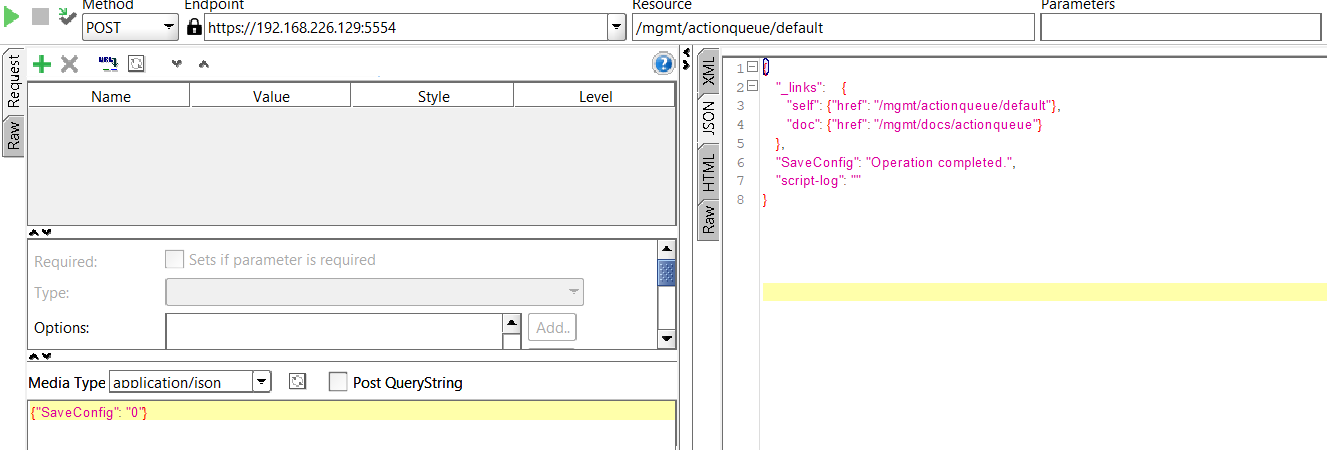 Method Endpoint Resource Parameters
POST https://192.168.226.129:5554 /mgmt/actionqueue/default
Request
Raw
Name Value Style Level
Required: Sets if parameter is required
Type:
Options: Add..
Media Type application/json Post QueryString
{"SaveConfig": "0"}
XML
JSON
HTML
Raw
1 {
2 "_links": {
3 "self": {"href": "/mgmt/actionqueue/default"},
4 "doc": {"href": "/mgmt/docs/actionqueue"}
5 },
6 "SaveConfig": "Operation completed.",
7 "script-log": ""
8 }